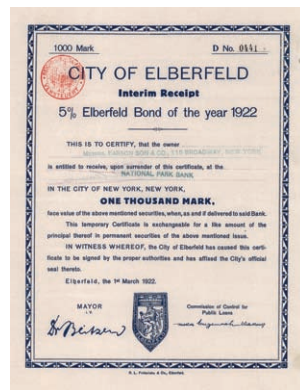 1000 Mark
D No. 0441
CITY OF ELBERFELD
Interim Receipt
5% Elberfeld Bond of the year 1922
THIS IS TO CERTIFY, that the owner
Messrs. & CO., BROADWAY, NEW YORK,
is entitled to receive, upon surrender of this certificate, at the
NATIONAL PARK BANK,
IN THE CITY OF NEW YORK, NEW YORK,
ONE THOUSAND MARK,
face value of the above mentioned securities, when, as and if delivered to said Bank.
This temporary Certificate is exchangeable for a like amount of the
principal thereof in permanent securities of the above mentioned issue.
IN WITNESS WHEREOF, the City of Elberfeld has caused this certi-
ficate to be signed by the proper authorities and has affixed the City's official
seal thereto.
Elberfeld, the 1st March 1922.
MAYOR
I. V.
Commission of Control for
Public Loans